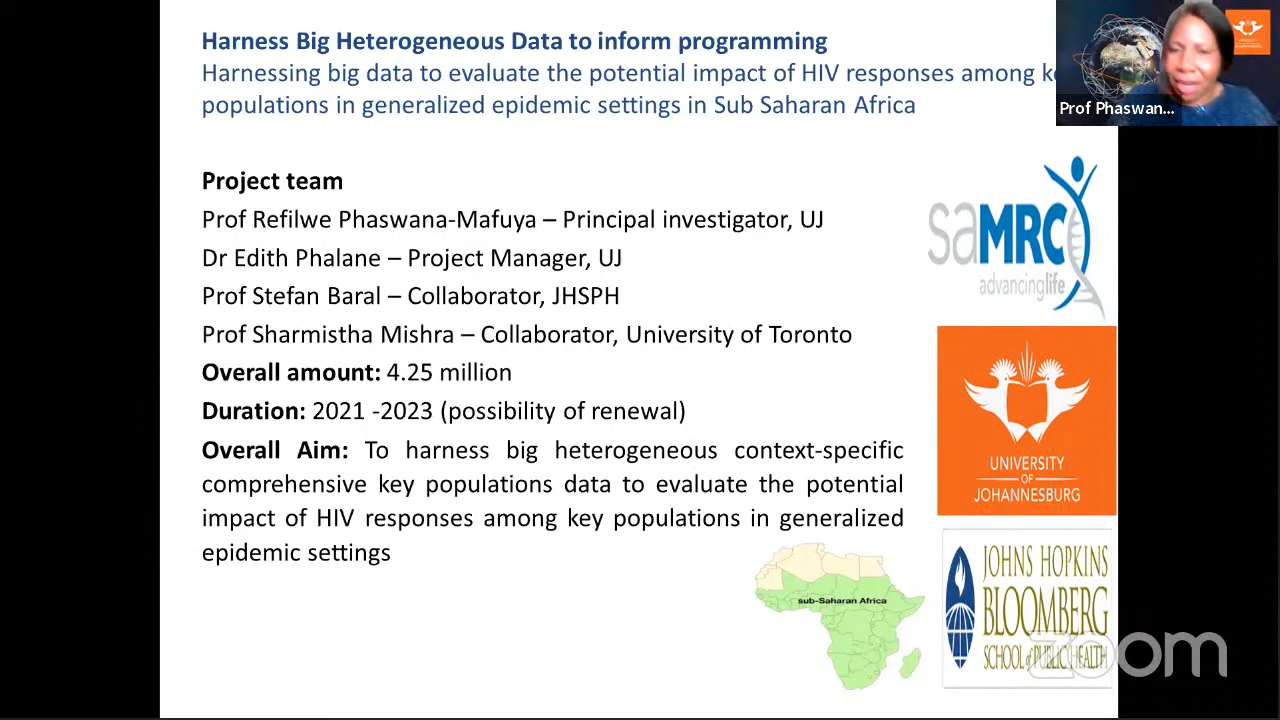 Harness Big Heterogeneous Data to inform programming
Harnessing big data to evaluate the potential impact of HIV responses among
populations in generalized epidemic settings in Sub Saharan Africa
Prof Phaswan...
Project team
Prof Refilwe Phaswana-Mafuya – Principal investigator, UJ
Dr Edith Phalane – Project Manager, UJ
Prof Stefan Baral – Collaborator, JHSPH
Prof Sharmistha Mishra – Collaborator, University of Toronto
Overall amount: 4.25 million
Duration: 2021 -2023 (possibility of renewal)
Overall Aim: To harness big heterogeneous context-specific
comprehensive key populations data to evaluate the potential
impact of HIV responses among key populations in generalized
epidemic settings
saMRC
advancinglife
UNIVERSITY
OF
JOHANNESBURG
sub-Saharan Africa
JOHNS HOPKINS
BLOOMBERG
SCHOOL of PUBLIC HEALTH
zoom